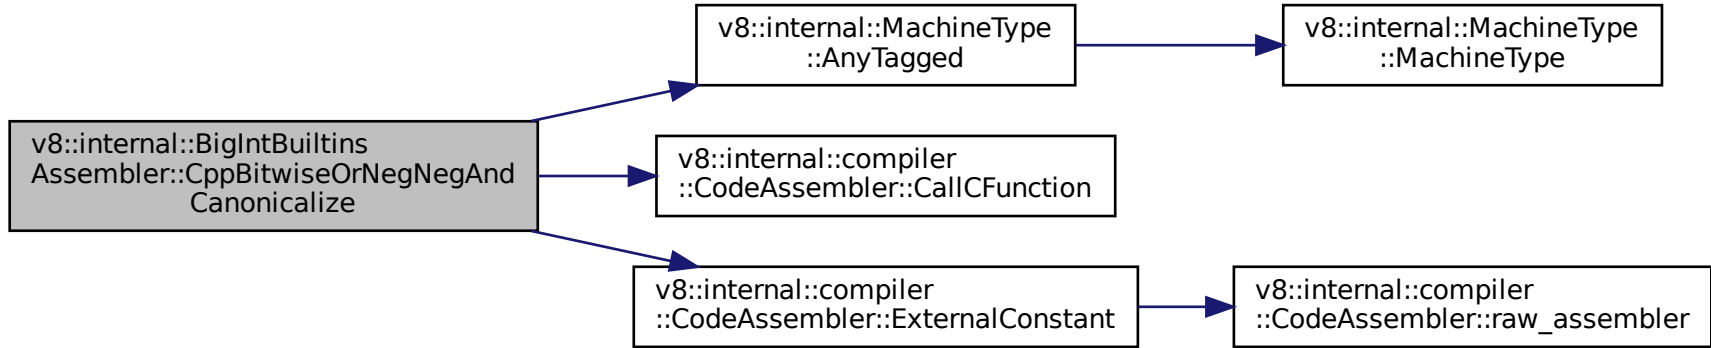 v8::internal::BigIntBuiltins
Assembler::CppBitwiseOrNegNegAnd
Canonicalize
v8::internal::MachineType
::AnyTagged
v8::internal::MachineType
::MachineType
v8::internal::compiler
::CodeAssembler::CallCFunction
v8::internal::compiler
::CodeAssembler::ExternalConstant
v8::internal::compiler
::CodeAssembler::raw_assembler